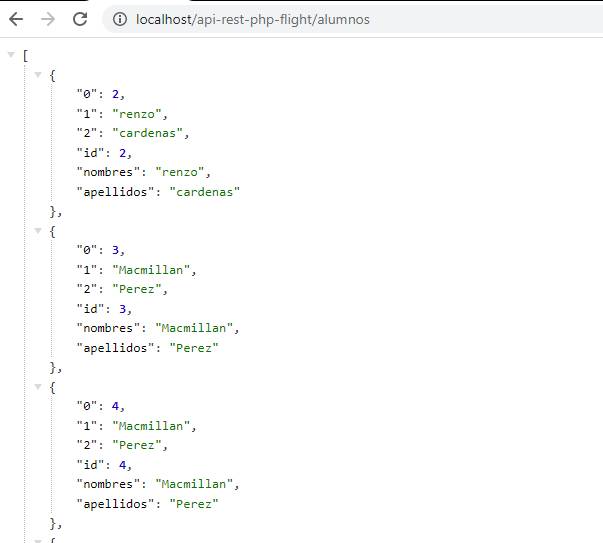 localhost/api-rest-php-flight/alumnos
[
{
"0": 2,
"1": "renzo",
"2": "cardenas",
"id": 2,
"nombres": "renzo",
"apellidos": "cardenas"
},
{
"0": 3,
"1": "Macmillan",
"2": "Perez",
"id": 3,
"nombres": "Macmillan",
"apellidos": "Perez"
},
{
"0": 4,
"1": "Macmillan",
"2": "Perez",
"id": 4,
"nombres": "Macmillan",
"apellidos": "Perez"
},
{